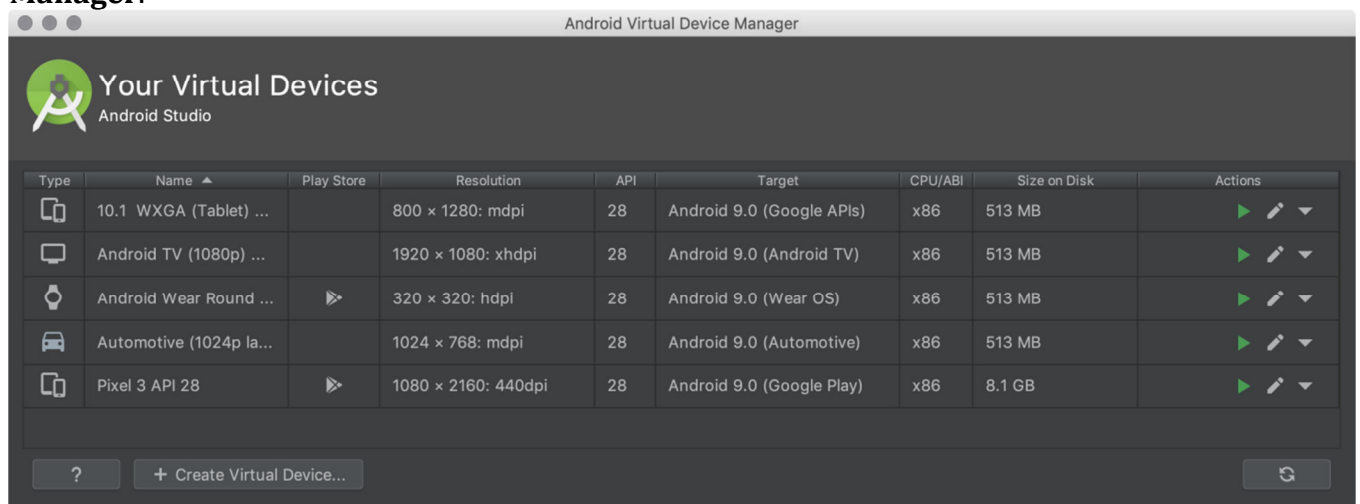 Manager.
Android Virtual Device Manager
Your Virtual Devices
Android Studio
Type Name Play Store Resolution API Target CPU/ABI Size on Disk Actions
10.1 WXGA (Tablet) ... 800 × 1280: mdpi 28 Android 9.0 (Google APIs) x86 513 MB
Android TV (1080p) ... 1920 × 1080: xhdpi 28 Android 9.0 (Android TV) x86 513 MB
Android Wear Round ... 320 × 320: hdpi 28 Android 9.0 (Wear OS) x86 513 MB
Automotive (1024p la... 1024 × 768: mdpi 28 Android 9.0 (Automotive) x86 513 MB
Pixel 3 API 28 1080 × 2160: 440dpi 28 Android 9.0 (Google Play) x86 8.1 GB
? + Create Virtual Device...